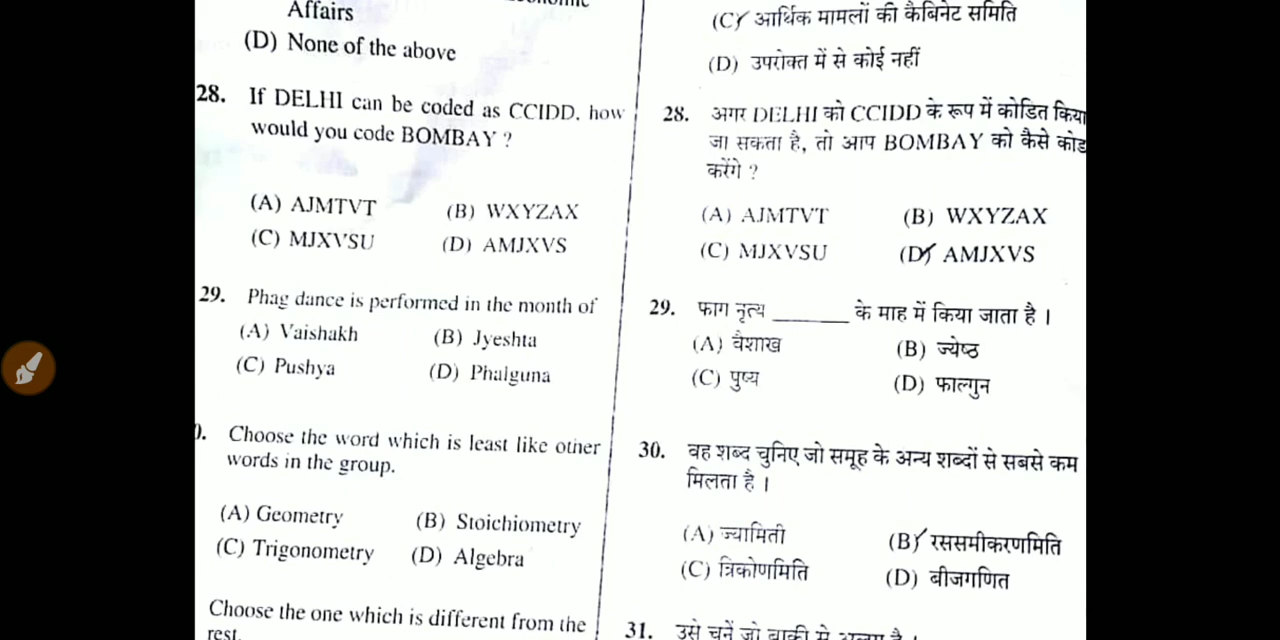 Affairs
(D) None of the above
28. If DELHI can be coded as CCIDD, how
would you code BOMBAY ?
(A) AJMTVT (B) WXYZAX
(C) MJXVSU (D) AMJXVS
29. Phag dance is performed in the month of
(A) Vaishakh (B) Jyeshta
(C) Pushya (D) Phalguna
Choose the word which is least like other
words in the group.
(A) Geometry (B) Stoichiometry
(C) Trigonometry (D) Algebra
Choose the one which is different from the
rest.
(C) आर्थिक मामलों की कैबिनेट समिति
(D) उपरोक्त में से कोई नहीं
28. अगर DELHI को CCIDD के रूप में कोडित किया
जा सकता है, तो आप BOMBAY को कैसे कोड
करेंगे ?
(A) AJMTVT (B) WXYZAX
(C) MJXVSU (D) AMJXVS
29. फाग नृत्य ________ के माह में किया जाता है ।
(A) वैशाख (B) ज्येष्ठ
(C) पुष्य (D) फाल्गुन
30. वह शब्द चुनिए जो समूह के अन्य शब्दों से सबसे कम
मिलता है ।
(A) ज्यामिती (B) रससमीकरणमिति
(C) त्रिकोणमिति (D) बीजगणित
31. उसे चुनें जो बाकी से अलग है ।